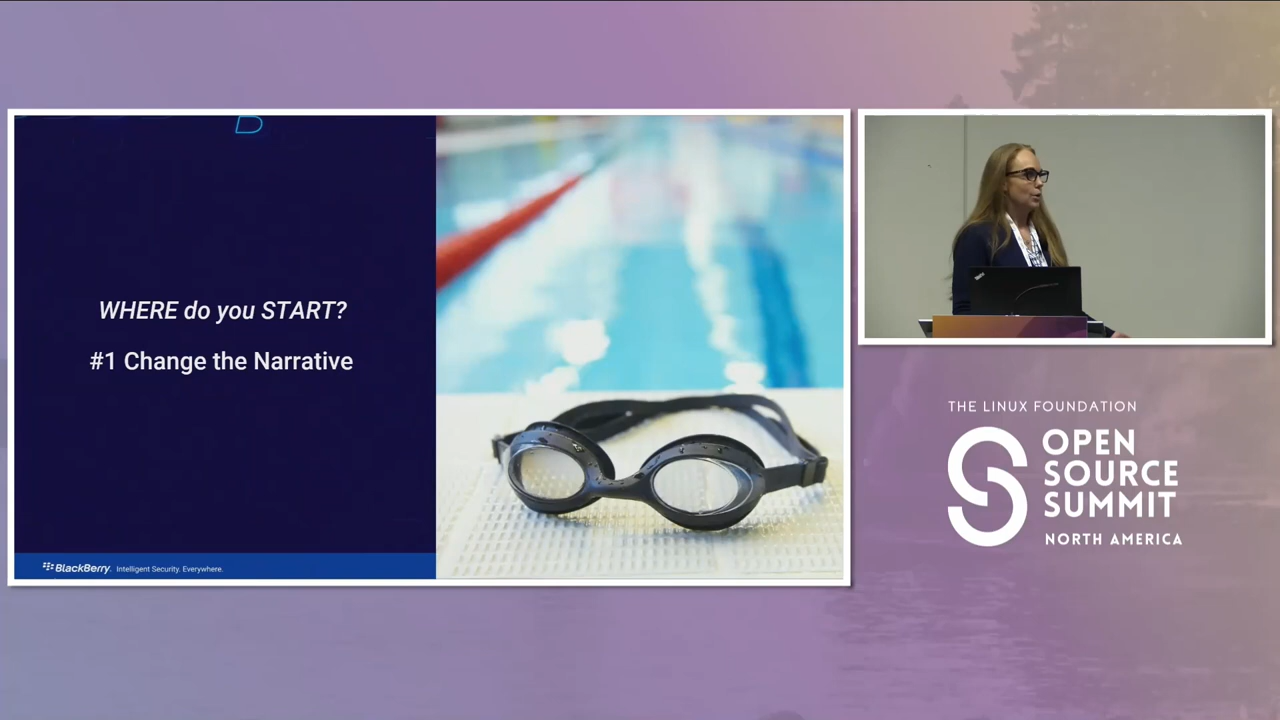 WHERE do you START?
#1 Change the Narrative
BlackBerry. Intelligent Security. Everywhere.
THE LINUX FOUNDATION
OPEN
SOURCE
SUMMIT
NORTH AMERICA